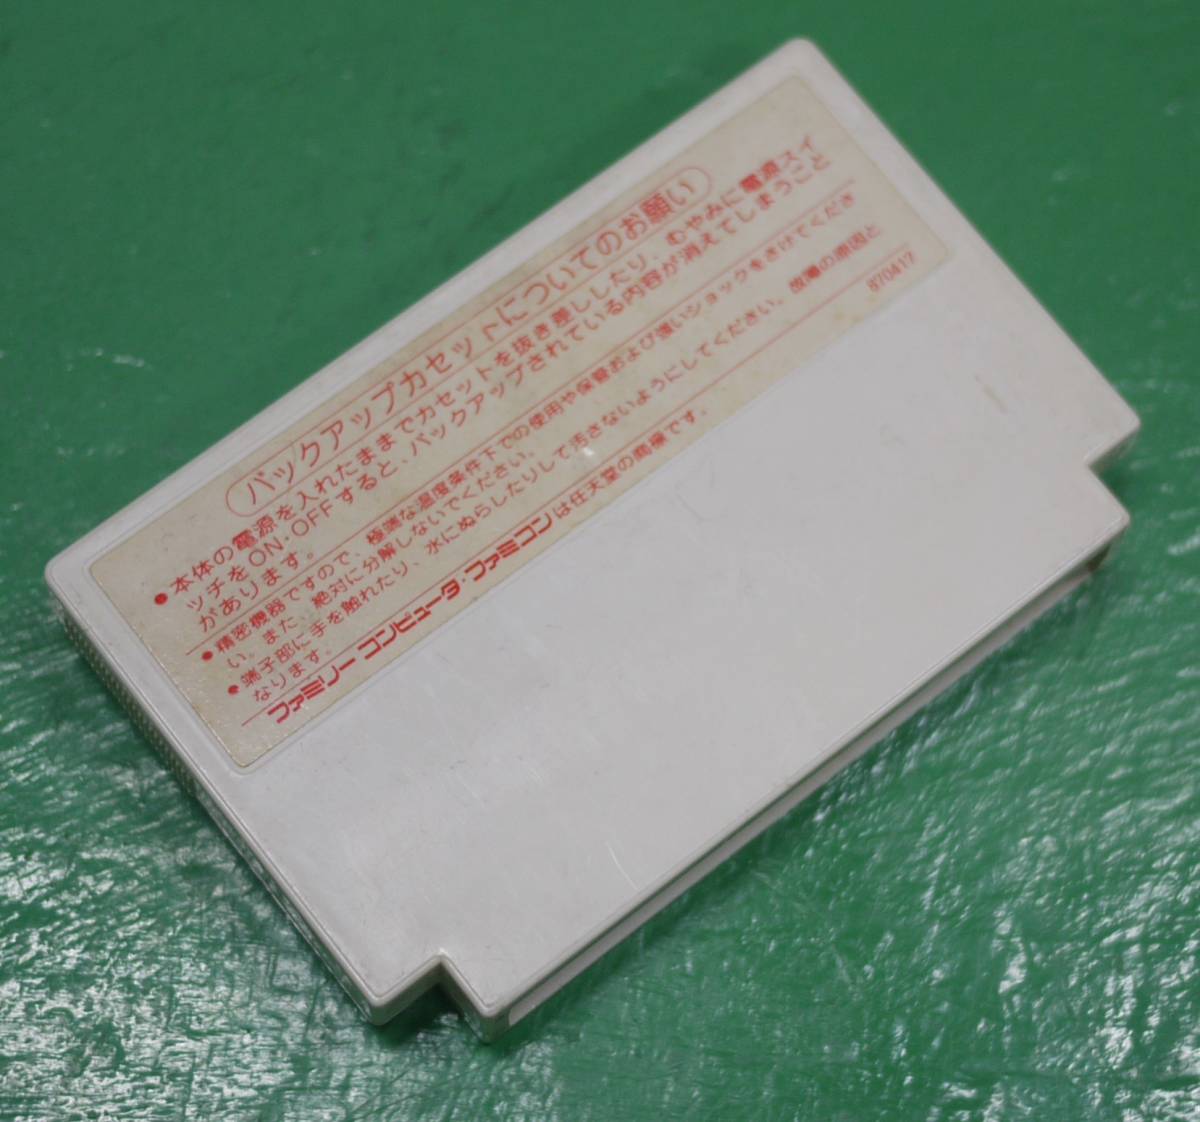 バックアップカセットについてのお願い
●本体の電源を入れたままでカセットを抜き差ししたり、むやみに電源スイ
ッチをON・OFFすると、バックアップされている内容が消えてしまうこと
があります。
●精密機器ですので、極端な温度条件下での使用や保管および強いショックをさけてくださ
い。また、絶対に分解しないでください。
●端子部に手を触れたり、水にぬらしたりして汚さないようにしてください。故障の原因と
なります。
ファミリーコンピュータ・ファミコンは任天堂の商標です。
870417